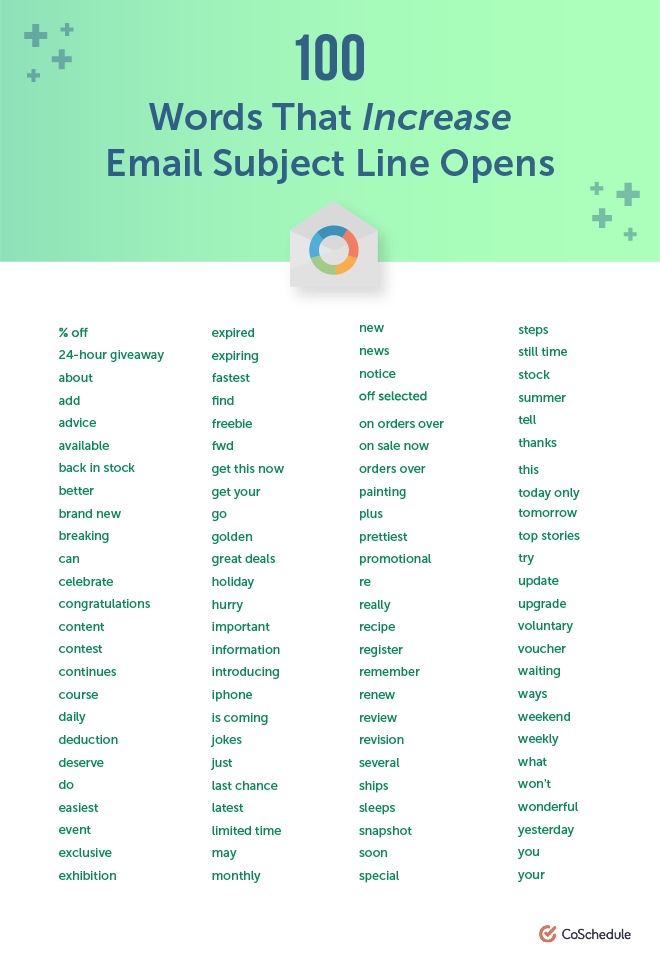 100
Words That Increase
Email Subject Line Opens
% off
24-hour giveaway
about
add
advice
available
back in stock
better
brand new
breaking
can
celebrate
congratulations
content
contest
continues
course
daily
deduction
deserve
do
easiest
event
exclusive
exhibition
expired
expiring
fastest
find
freebie
fwd
get this now
get your
go
golden
great deals
holiday
hurry
important
information
introducing
iphone
is coming
jokes
just
last chance
latest
limited time
may
monthly
new
news
notice
off selected
on orders over
on sale now
orders over
painting
plus
prettiest
promotional
re
really
recipe
register
remember
renew
review
revision
several
ships
sleeps
snapshot
soon
special
steps
still time
stock
summer
tell
thanks
this
today only
tomorrow
top stories
try
update
upgrade
voluntary
voucher
waiting
ways
weekend
weekly
what
won't
wonderful
yesterday
you
your
CoSchedule